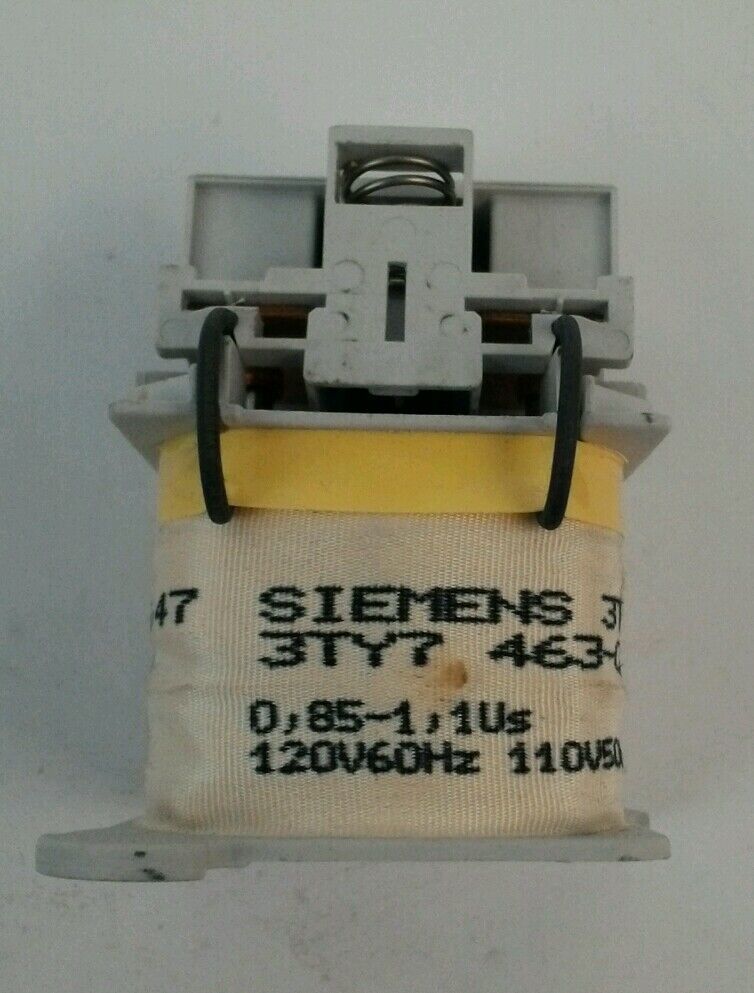 47 SIEMENS 3T
3TY7 463-
0,85-1,1Us
120V60Hz 110V50